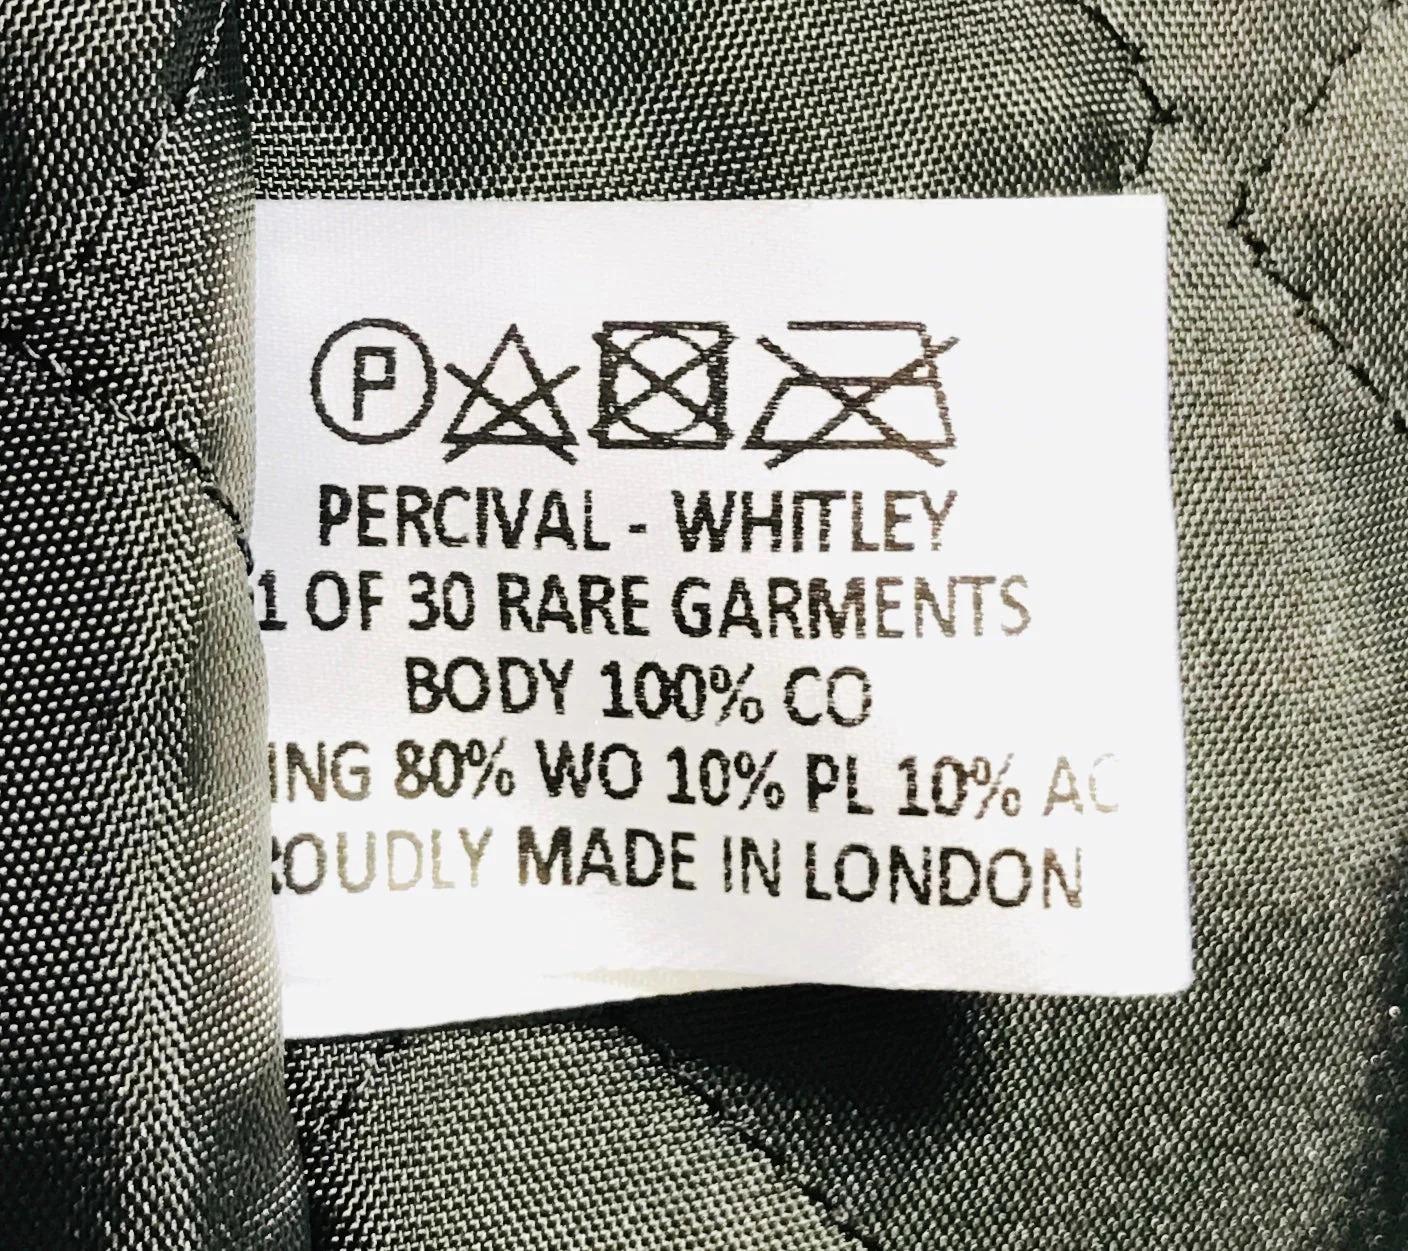 P
PERCIVAL - WHITLEY
1 OF 30 RARE GARMENTS
BODY 100% CO
ING 80% WO 10% PL 10% AC
ROUDLY MADE IN LONDON